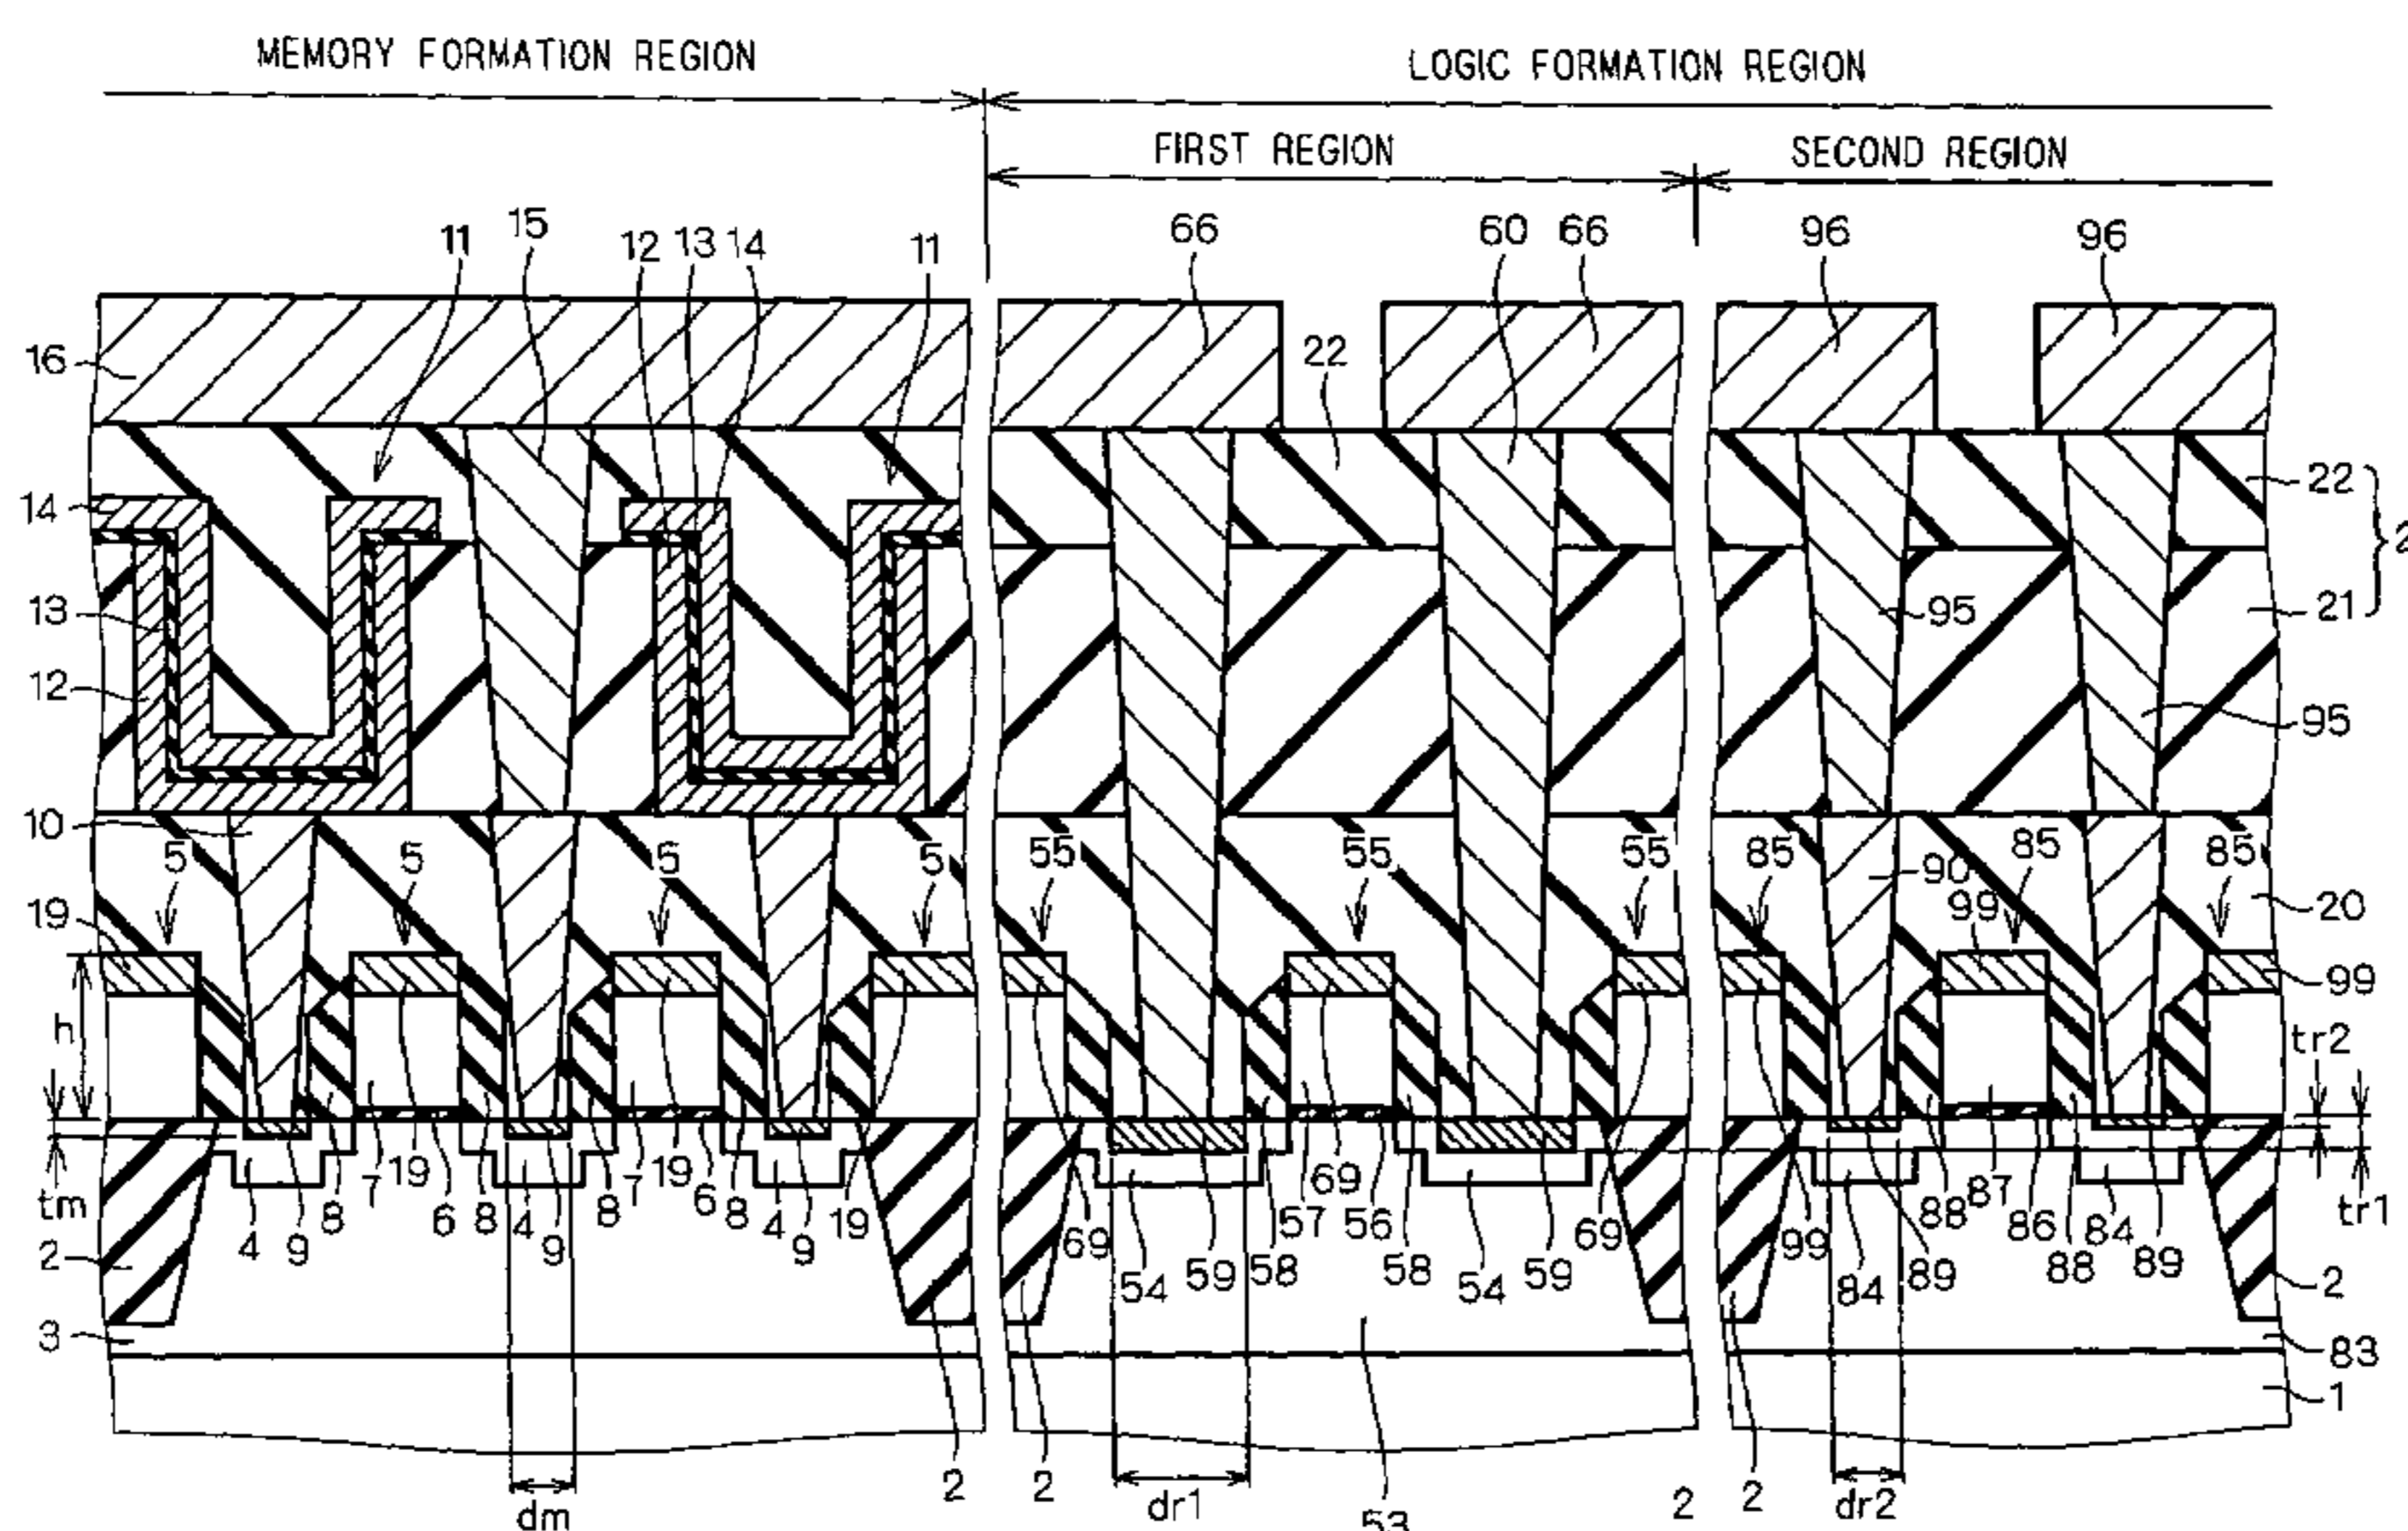 MEMORY FORMATION REGION
LOGIC FORMATION REGION
FIRST REGION
SECOND REGION
11 15 12 13 14 11 66 60 66 96 96
16 22
14 22
13 95 21
12 95
10
5 5 5 5 55 55 55 85 90 85 85
19 99 20
h 99
tr2
tm tr1
4 9 8 7 19 6 8 4 9 8 7 19 6 8 4 9 19 69 54 59 58 57 69 56 58 54 59 69 99 84 89 88 87 86 88 84 89
2 2
3 83
1
2 2 53 2 2
dm dr1 dr2